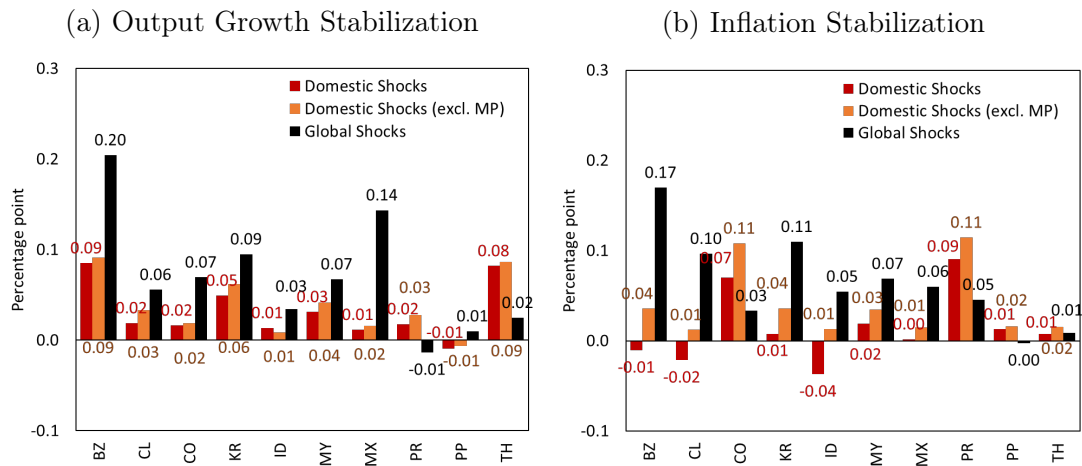 (a) Output Growth Stabilization
0.3
0.2
0.1
0.0
-0.1
Percentage point
Domestic Shocks
Domestic Shocks (excl. MP)
Global Shocks
0.09 0.09 0.20
0.02 0.03 0.06
0.02 0.02 0.07
0.05 0.06 0.09
0.01 0.01 0.03
0.03 0.04 0.07
0.01 0.02 0.14
0.02 0.03 -0.01
-0.01 -0.01 0.01
0.08 0.09 0.02
BZ CL CO KR ID MY MX PR PP TH
(b) Inflation Stabilization
0.3
0.2
0.1
0.0
-0.1
Percentage point
Domestic Shocks
Domestic Shocks (excl. MP)
Global Shocks
-0.01 0.04 0.17
-0.02 0.01 0.10
0.07 0.11 0.03
0.01 0.04 0.11
-0.04 0.01 0.05
0.02 0.03 0.07
0.00 0.01 0.06
0.09 0.11 0.05
0.01 0.02 0.00
0.01 0.02 0.01
BZ CL CO KR ID MY MX PR PP TH